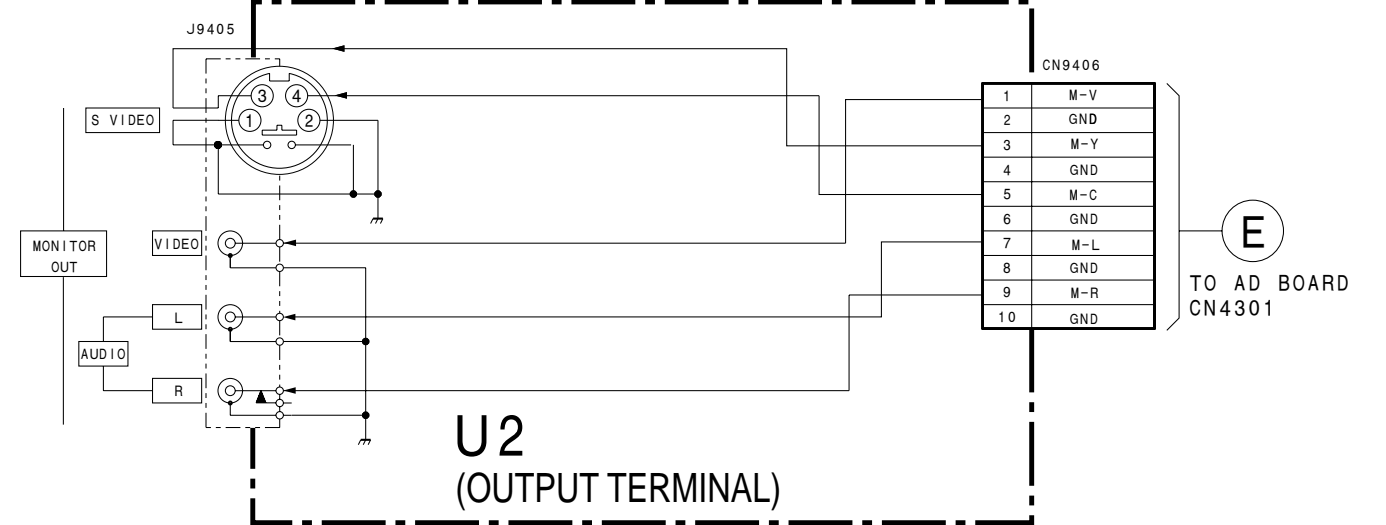 J9405
CN9406
3 4
1 2
S VIDEO
MONITOR
OUT
VIDEO
L
AUDIO
R
1 M-V
2 GND
3 M-Y
4 GND
5 M-C
6 GND
7 M-L
8 GND
9 M-R
10 GND
E
TO AD BOARD
CN4301
U2
(OUTPUT TERMINAL)